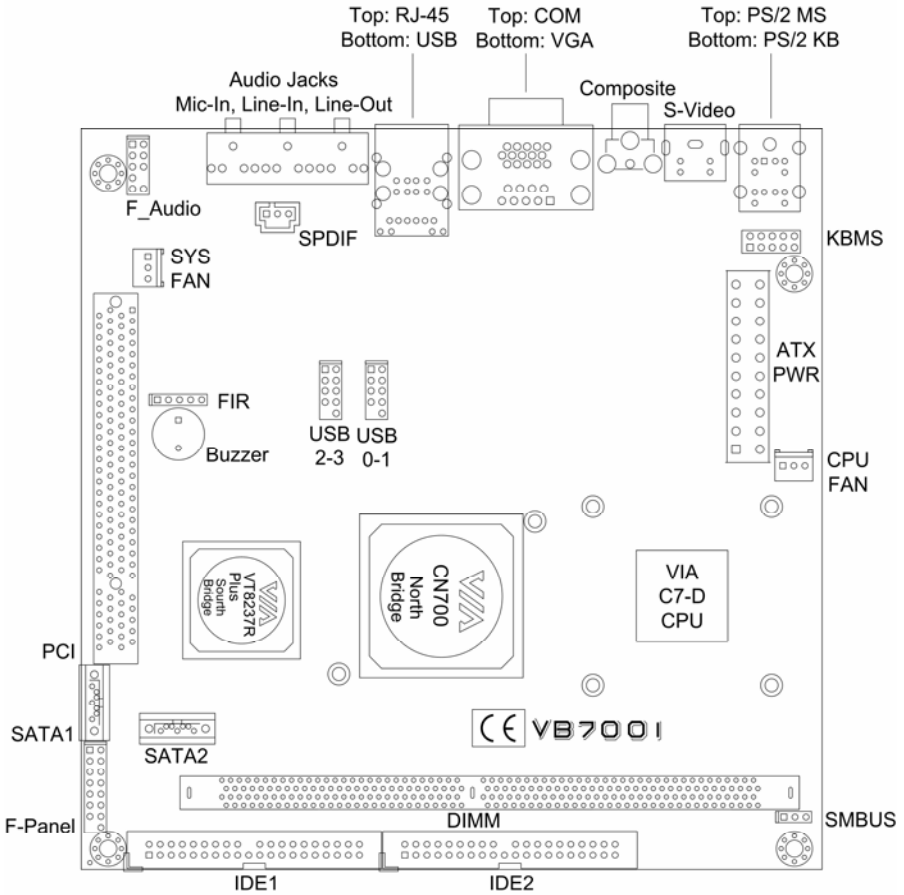 Top: RJ-45
Bottom: USB
Top: COM
Bottom: VGA
Top: PS/2 MS
Bottom: PS/2 KB
Audio Jacks
Mic-In, Line-In, Line-Out
Composite
S-Video
F_Audio
SPDIF
KBMS
SYS
FAN
ATX
PWR
FIR
Buzzer
USB
2-3
USB
0-1
CPU
FAN
VIA
VT8237R
Plus
Sourth
Bridge
VIA
CN700
North
Bridge
VIA
C7-D
CPU
PCI
SATA1
SATA2
CE VB7001
F-Panel
DIMM
SMBUS
IDE1
IDE2